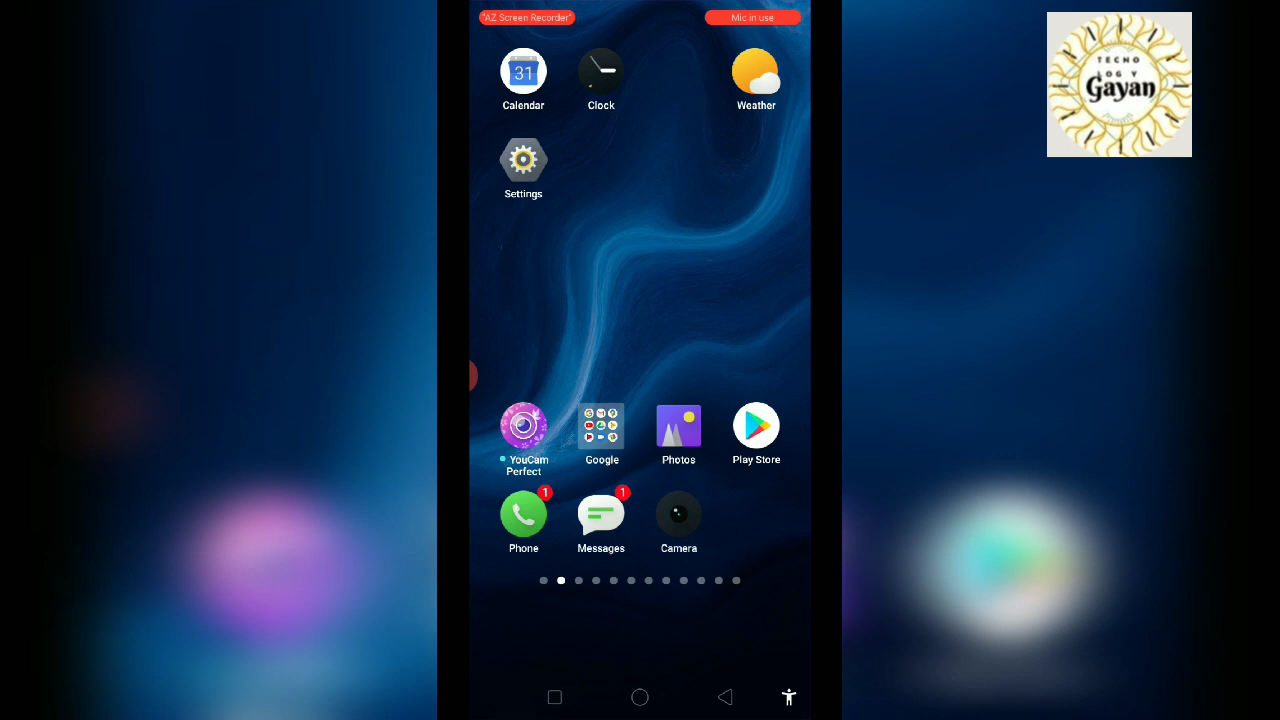 "AZ Screen Recorder"
Mic in use
TECNO
LOG Y
Gayan
31
Calendar
Clock
Weather
Settings
YouCam
Perfect
Google
Photos
Play Store
1
1
Phone
Messages
Camera